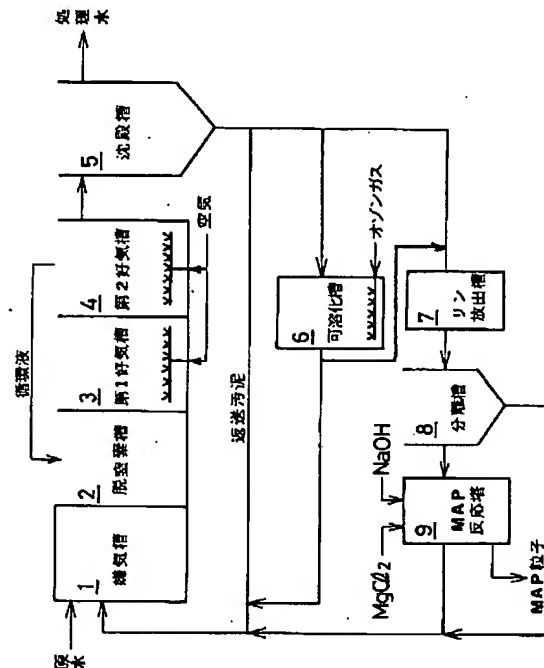 原水
1
嫌気槽
2
脱窒素槽
3
第1好気槽
4
第2好気槽
循環液
空気
5
沈殿槽
処理水
返送汚泥
6
可溶化槽
オゾンガス
7
リン
放出槽
8
分離槽
9
MAP
反応塔
MgCl₂
NaOH
MAP粒子